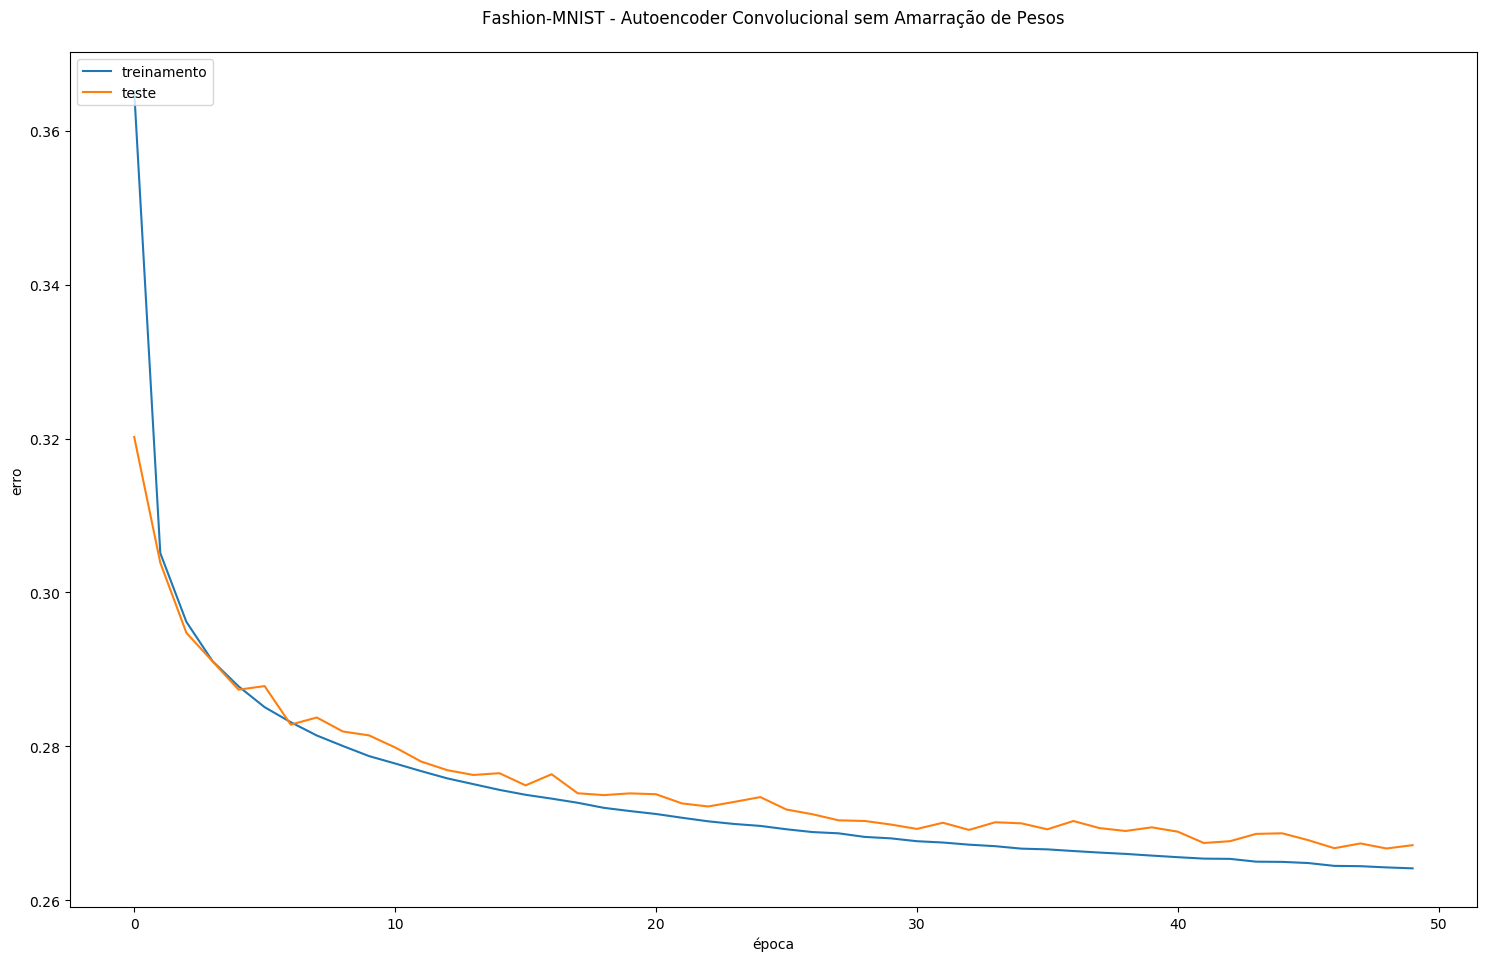 Fashion-MNIST - Autoencoder Convolucional sem Amarração de Pesos
treinamento
teste
0.36
0.34
0.32
0.30
0.28
0.26
erro
0
10
20
30
40
50
época